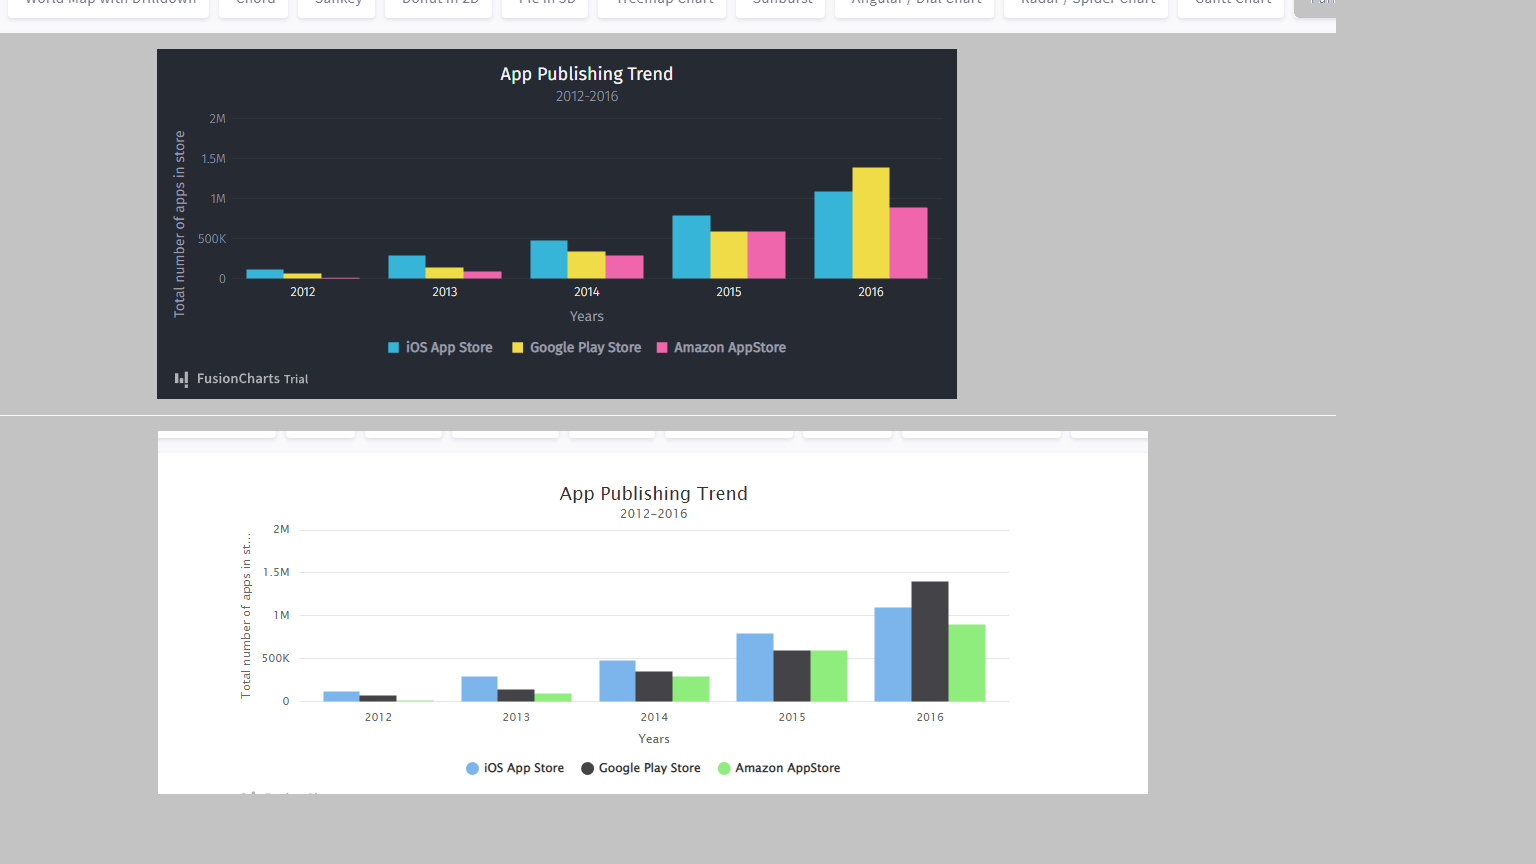 World Map with Drilldown Chord Sankey Donut in 2D Pie in 3D Treemap Chart Sunburst Angular / Dial Chart Radar / Spider Chart Gantt Chart
App Publishing Trend
2012-2016
Total number of apps in store
2M
1.5M
1M
500K
0
2012 2013 2014 2015 2016
Years
iOS App Store Google Play Store Amazon AppStore
FusionCharts Trial
App Publishing Trend
2012-2016
Total number of apps in st...
2M
1.5M
1M
500K
0
2012 2013 2014 2015 2016
Years
iOS App Store Google Play Store Amazon AppStore